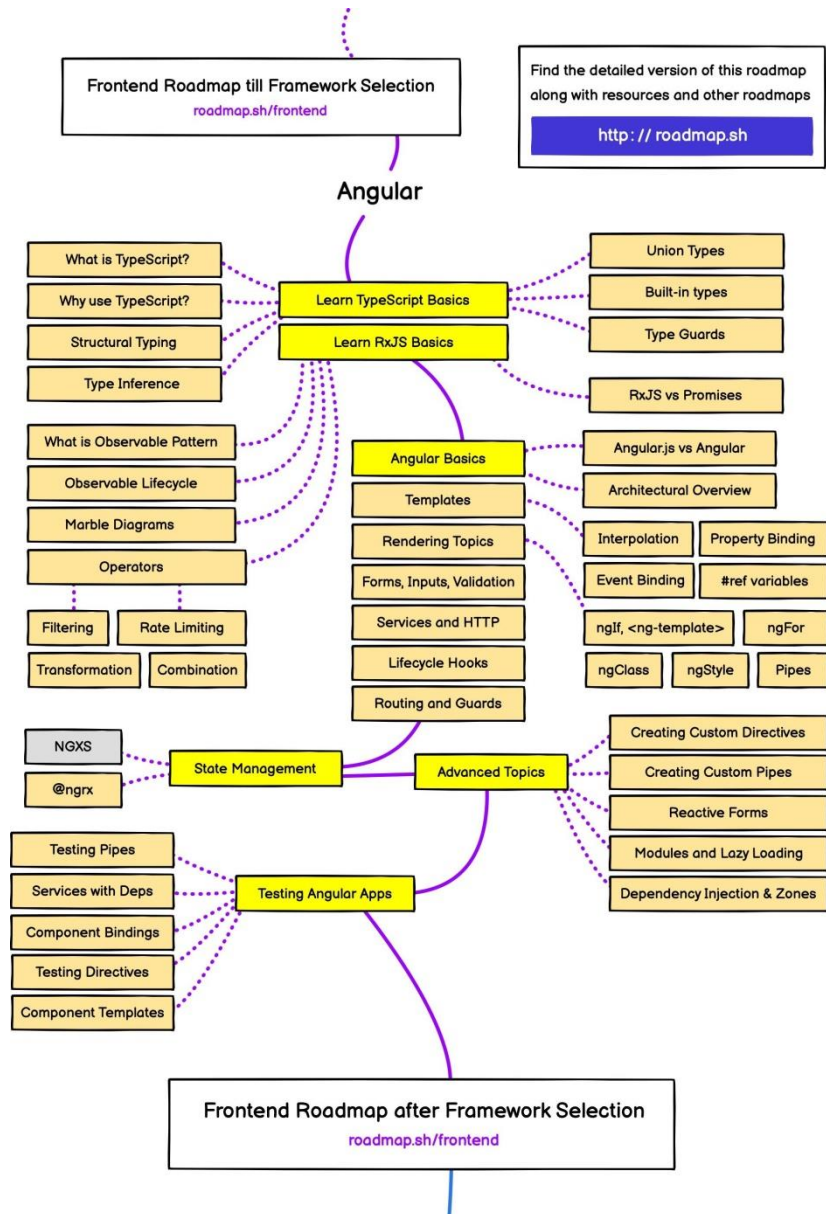 Frontend Roadmap till Framework Selection
roadmap.sh/frontend
Find the detailed version of this roadmap
along with resources and other roadmaps
http: // roadmap.sh
Angular
What is TypeScript?
Why use TypeScript?
Structural Typing
Type Inference
Learn TypeScript Basics
Learn RxJS Basics
Union Types
Built-in types
Type Guards
RxJS vs Promises
What is Observable Pattern
Observable Lifecycle
Marble Diagrams
Operators
Filtering
Rate Limiting
Transformation
Combination
Angular Basics
Templates
Rendering Topics
Forms, Inputs, Validation
Services and HTTP
Lifecycle Hooks
Routing and Guards
Angular.js vs Angular
Architectural Overview
Interpolation
Property Binding
Event Binding
#ref variables
ngIf, <ng-template>
ngFor
ngClass
ngStyle
Pipes
NGXS
@ngrx
State Management
Advanced Topics
Creating Custom Directives
Creating Custom Pipes
Reactive Forms
Modules and Lazy Loading
Dependency Injection & Zones
Testing Pipes
Services with Deps
Component Bindings
Testing Directives
Component Templates
Testing Angular Apps
Frontend Roadmap after Framework Selection
roadmap.sh/frontend